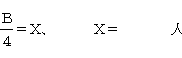 B/4 = X、 X = 人